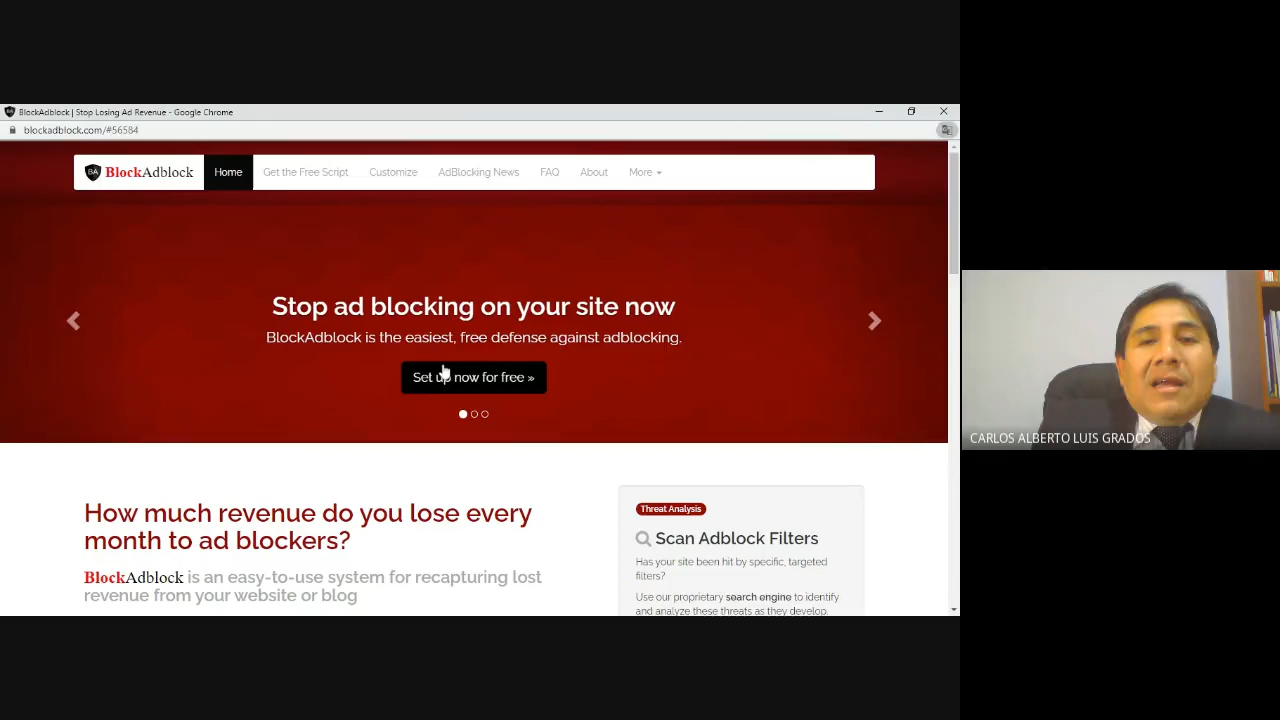 BlockAdblock | Stop Losing Ad Revenue - Google Chrome
blockadblock.com/#56584
BA BlockAdblock Home Get the Free Script Customize AdBlocking News FAQ About More
Stop ad blocking on your site now
BlockAdblock is the easiest, free defense against adblocking.
Set up now for free »
How much revenue do you lose every
month to ad blockers?
BlockAdblock is an easy-to-use system for recapturing lost
revenue from your website or blog
Threat Analysis
Scan Adblock Filters
Has your site been hit by specific, targeted
filters?
Use our proprietary search engine to identify
and analyze these threats as they develop.
CARLOS ALBERTO LUIS GRADOS